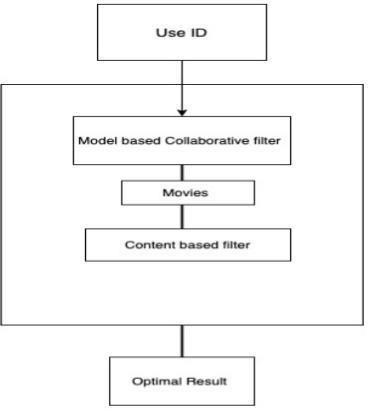 Use ID
Model based Collaborative filter
Movies
Content based filter
Optimal Result